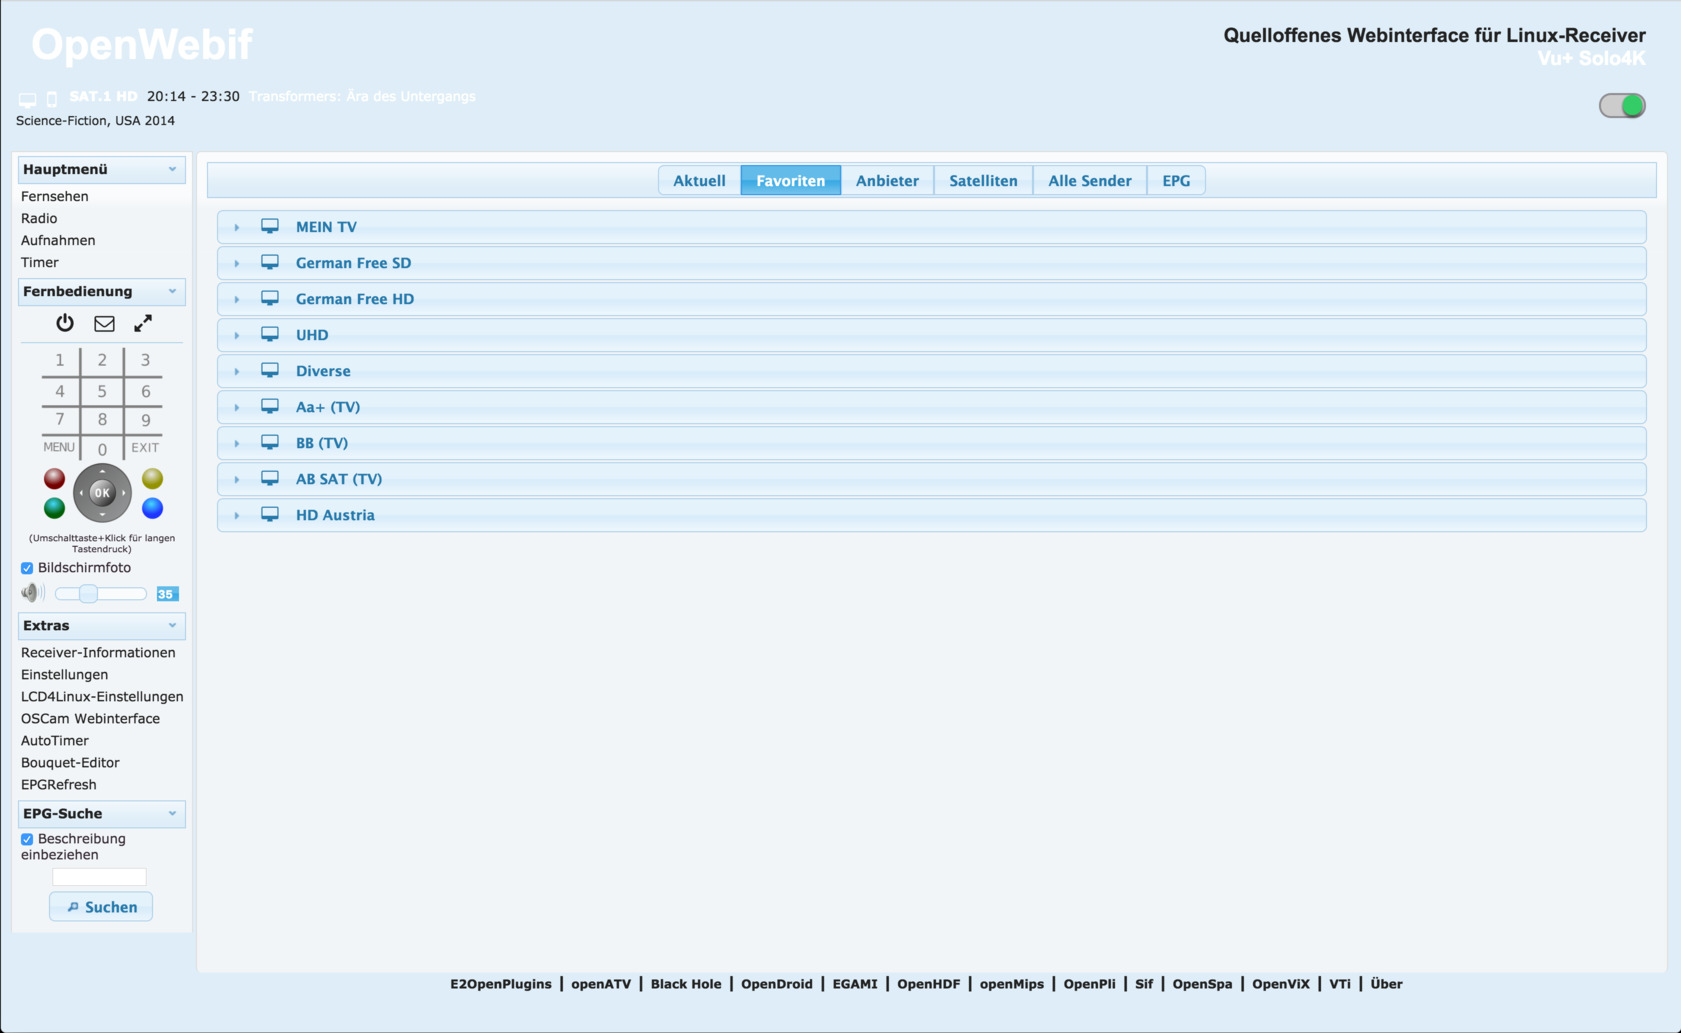 OpenWebif
Quelloffenes Webinterface für Linux-Receiver
Vu+ Solo4K
SAT.1 HD 20:14 - 23:30 Transformers: Ära des Untergangs
Science-Fiction, USA 2014
Hauptmenü
Fernsehen
Radio
Aufnahmen
Timer
Fernbedienung
1 2 3
4 5 6
7 8 9
MENU 0 EXIT
OK
(Umschalttaste+Klick für langen
Tastendruck)
Bildschirmfoto
35
Extras
Receiver-Informationen
Einstellungen
LCD4Linux-Einstellungen
OSCam Webinterface
AutoTimer
Bouquet-Editor
EPGRefresh
EPG-Suche
Beschreibung
einbeziehen
Suchen
Aktuell Favoriten Anbieter Satelliten Alle Sender EPG
MEIN TV
German Free SD
German Free HD
UHD
Diverse
Aa+ (TV)
BB (TV)
AB SAT (TV)
HD Austria
E2OpenPlugins | openATV | Black Hole | OpenDroid | EGAMI | OpenHDF | openMips | OpenPli | Sif | OpenSpa | OpenViX | VTi | Über